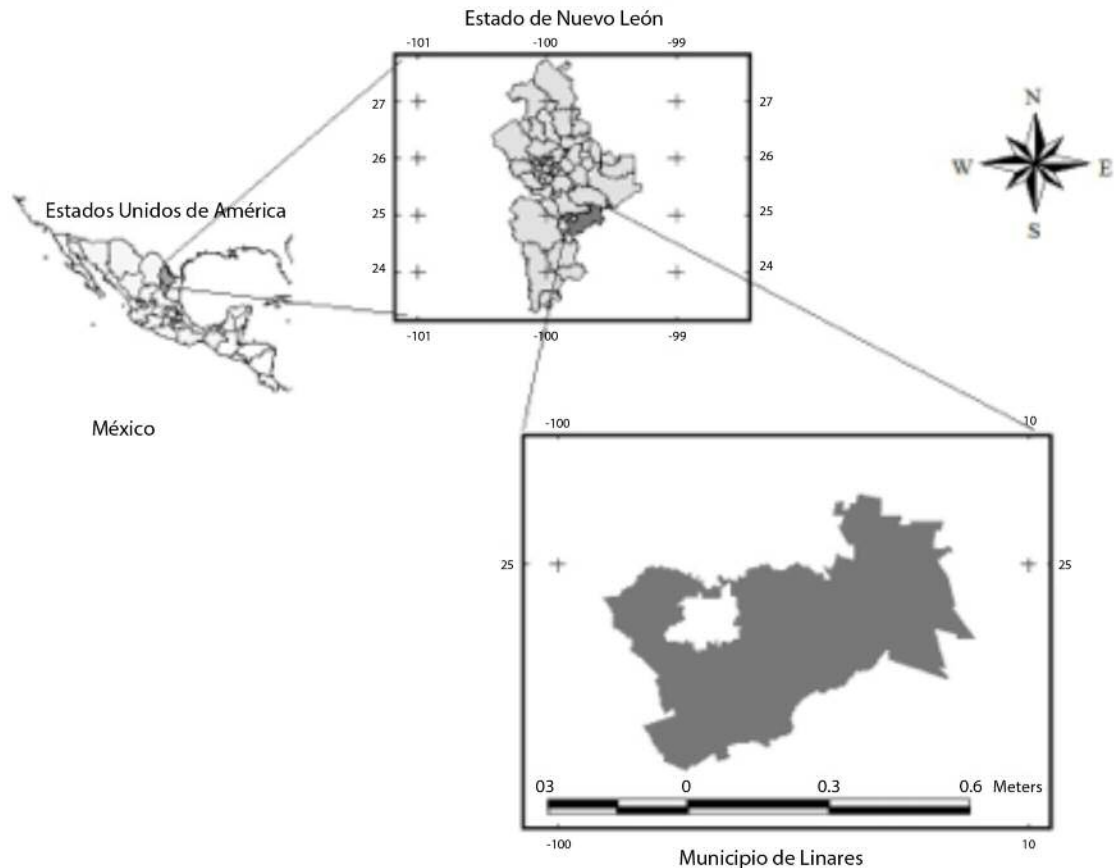 Estado de Nuevo León
-101 -100 -99
27 27
26 26
25 25
24 24
-101 -100 -99
N
W E
S
Estados Unidos de América
México
-100 10
25 25
03 0 0.3 0.6 Meters
-100 10
Municipio de Linares